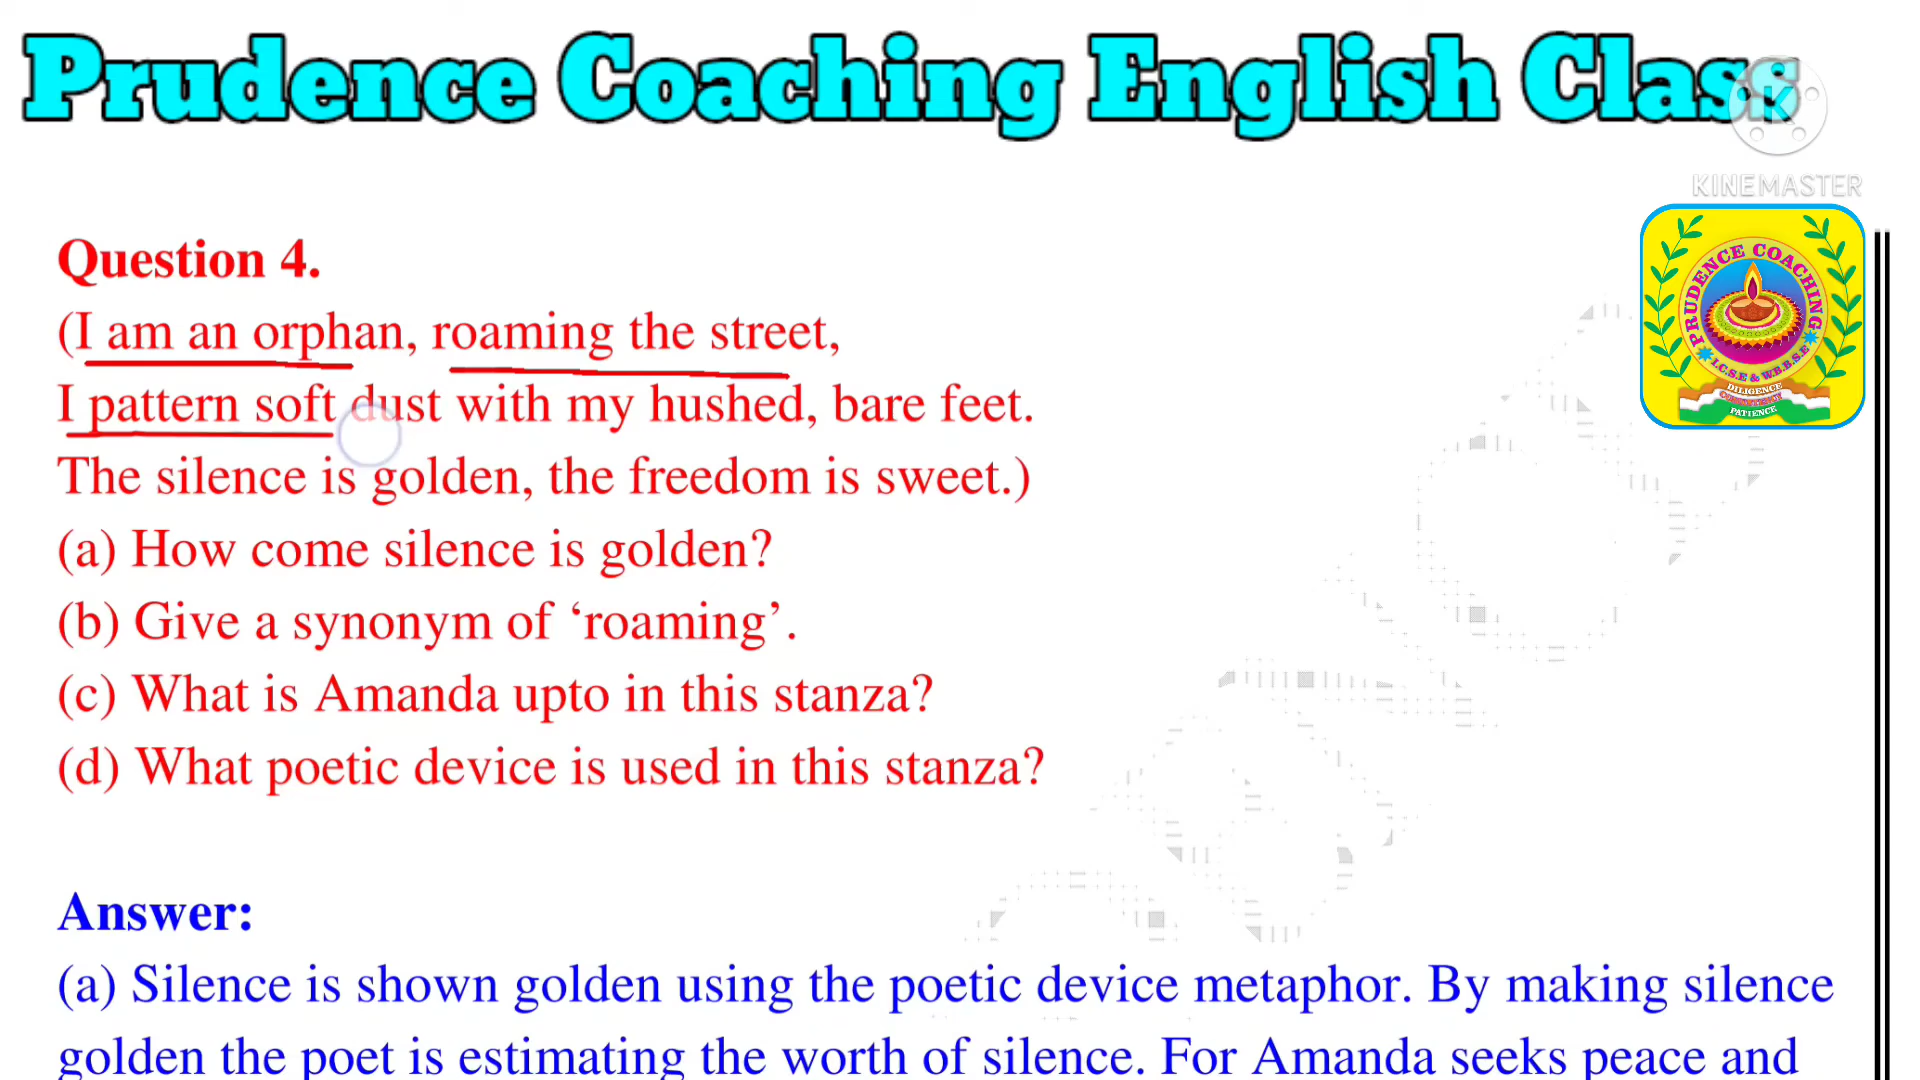 Prudence Coaching English Class
KINEMASTER
PRUDENCE COACHING
I.C.S.E & W.B.B.S.E
DILIGENCE
PATIENCE
Question 4.
(I am an orphan, roaming the street,
I pattern soft dust with my hushed, bare feet.
The silence is golden, the freedom is sweet.)
(a) How come silence is golden?
(b) Give a synonym of ‘roaming’.
(c) What is Amanda upto in this stanza?
(d) What poetic device is used in this stanza?
Answer:
(a) Silence is shown golden using the poetic device metaphor. By making silence
golden the poet is estimating the worth of silence. For Amanda seeks peace and